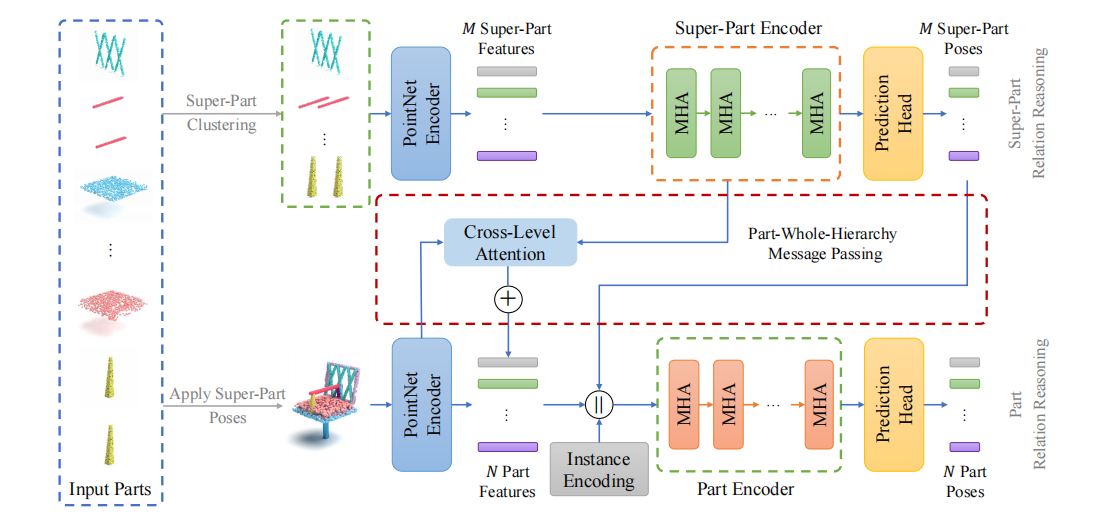 M Super-Part
Features
Super-Part Encoder
M Super-Part
Poses
Super-Part
Clustering
PointNet
Encoder
⋮
MHA
MHA
...
MHA
Prediction
Head
⋮
Super-Part
Relation Reasoning
⋮
Cross-Level
Attention
Part-Whole-Hierarchy
Message Passing
⋮
+
Apply Super-Part
Poses
PointNet
Encoder
⋮
||
MHA
MHA
...
MHA
Prediction
Head
⋮
Part
Relation Reasoning
Input Parts
N Part
Features
Instance
Encoding
Part Encoder
N Part
Poses